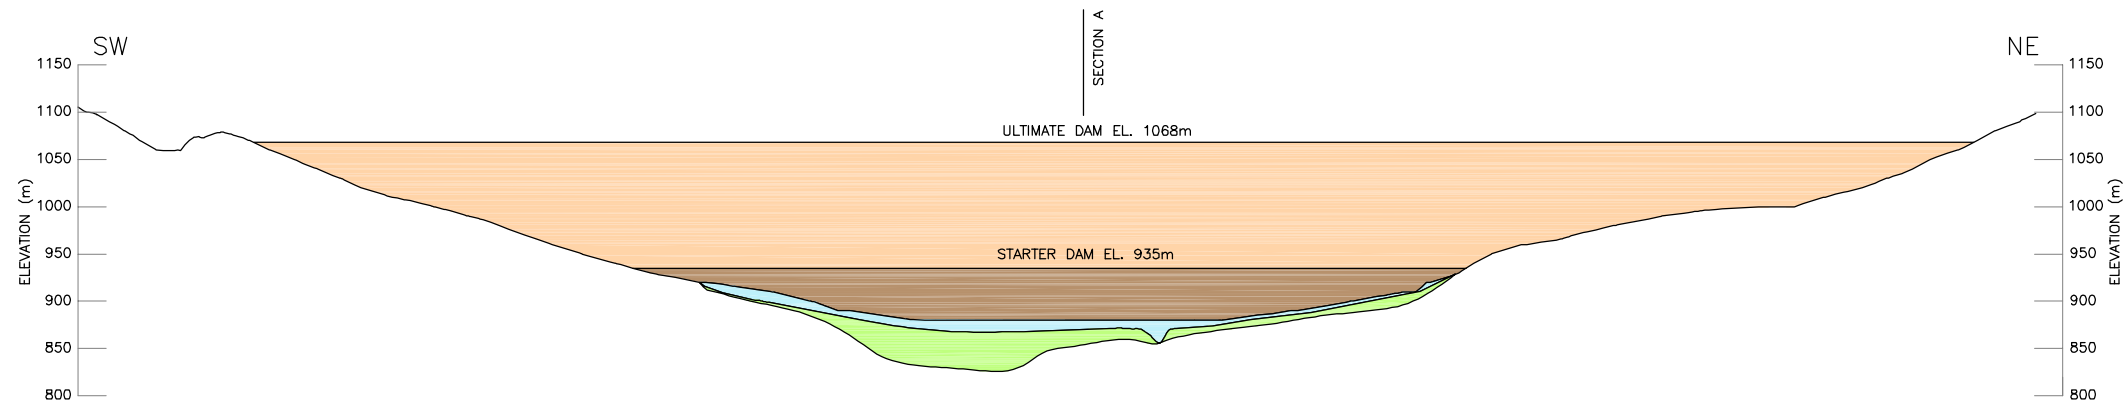 SW
NE
SECTION A
1150
1150
1100
1100
ULTIMATE DAM EL. 1068m
1050
1050
ELEVATION (m)
ELEVATION (m)
1000
1000
STARTER DAM EL. 935m
950
950
900
900
850
850
800
800